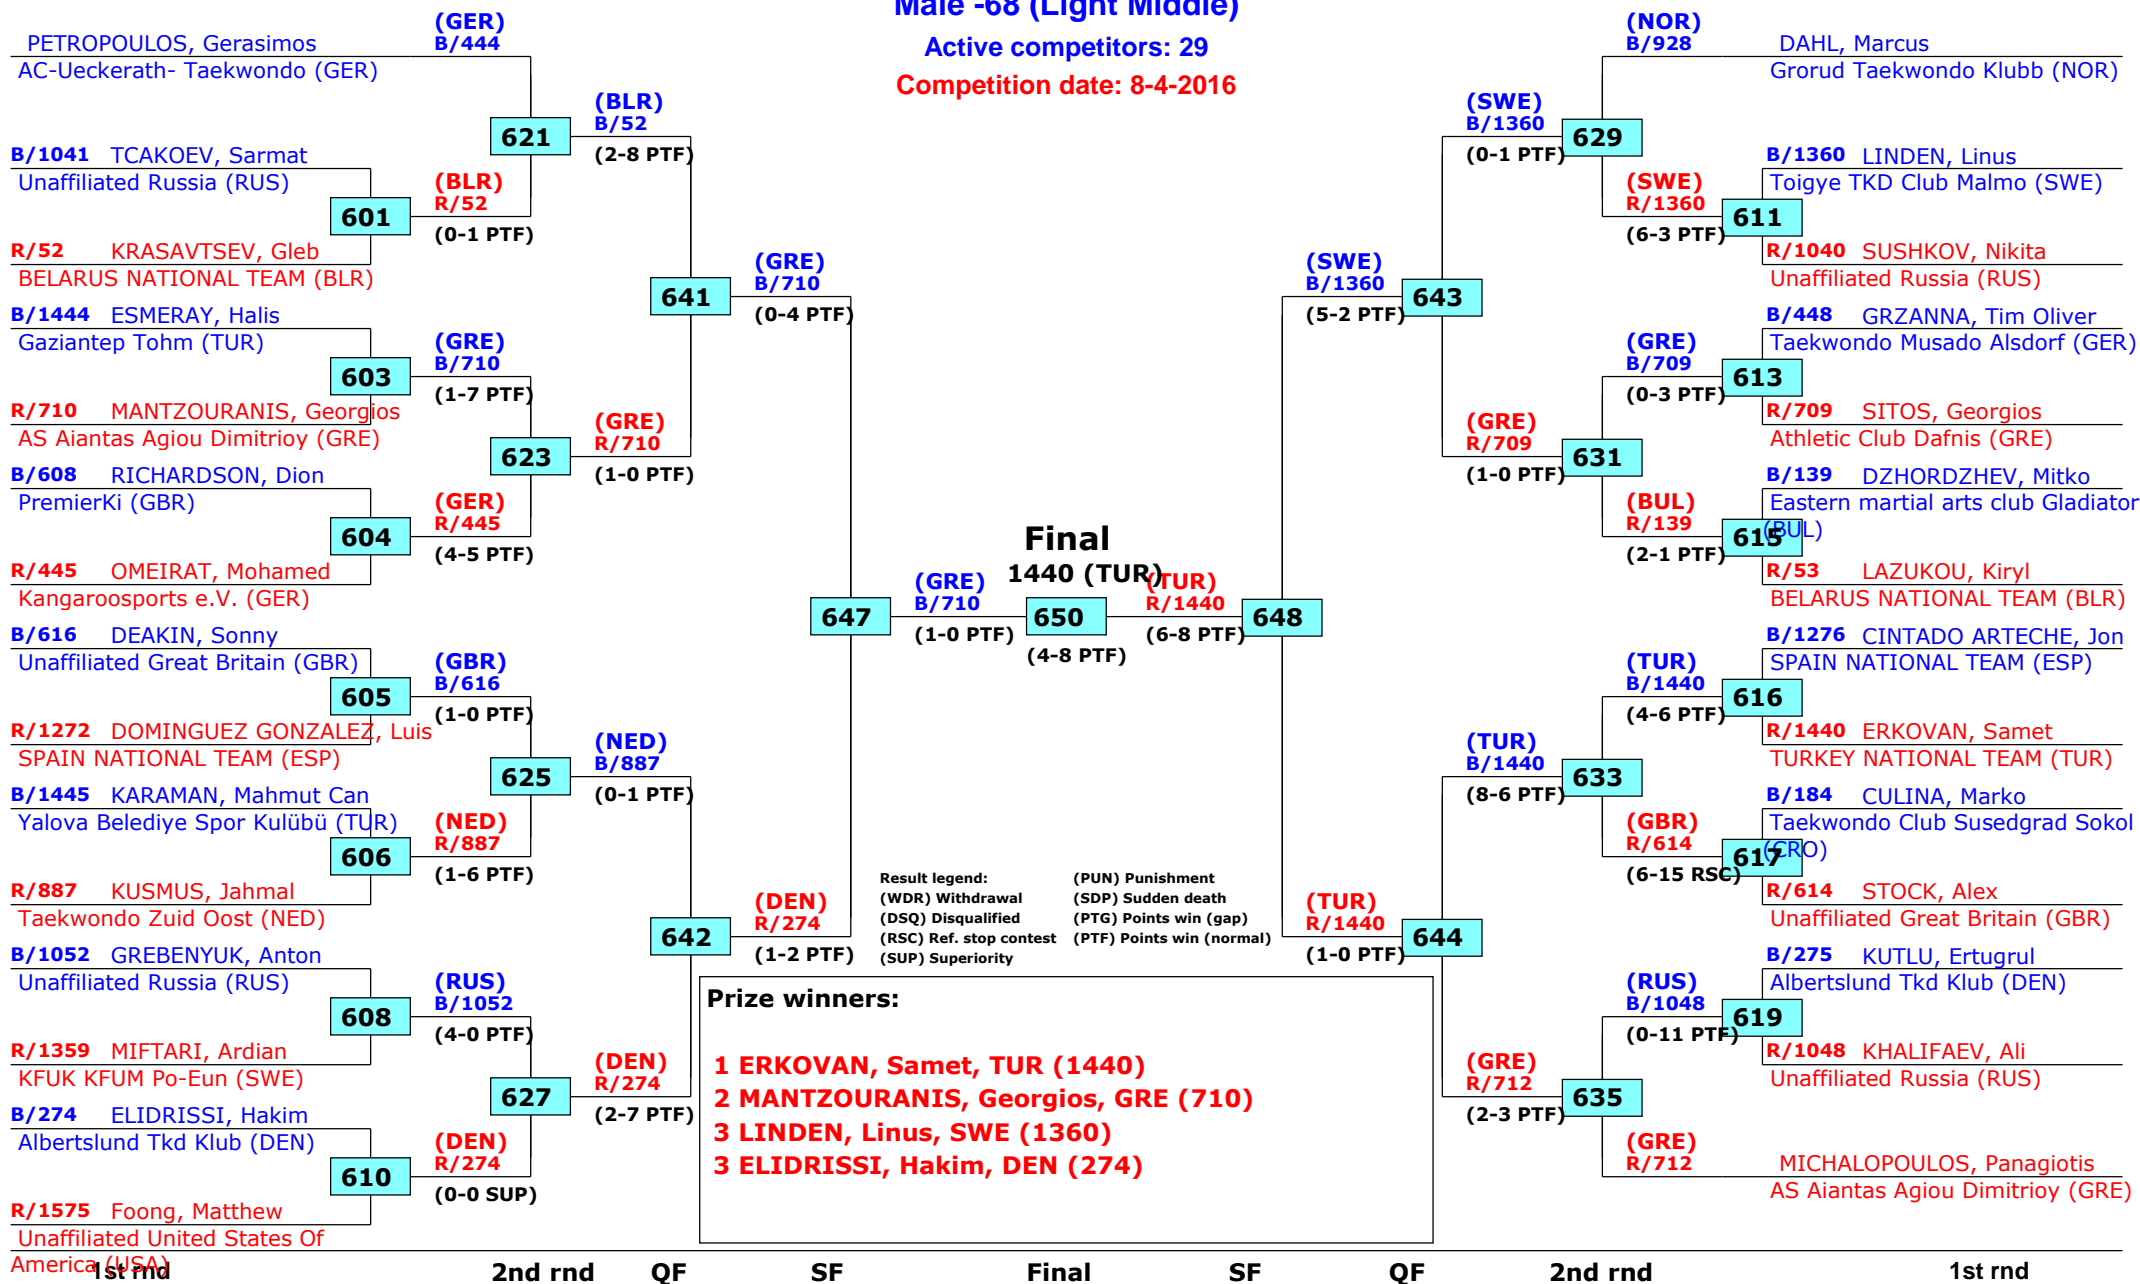 Male -68 (Light Middle)
Active competitors: 29
Competition date: 8-4-2016
PETROPOULOS, Gerasimos
AC-Ueckerath- Taekwondo (GER)
B/1041 TCAKOEV, Sarmat
Unaffiliated Russia (RUS)
R/52 KRASAVTSEV, Gleb
BELARUS NATIONAL TEAM (BLR)
B/1444 ESMERAY, Halis
Gaziantep Tohm (TUR)
R/710 MANTZOURANIS, Georgios
AS Aiantas Agiou Dimitrioy (GRE)
B/608 RICHARDSON, Dion
PremierKi (GBR)
R/445 OMEIRAT, Mohamed
Kangaroosports e.V. (GER)
B/616 DEAKIN, Sonny
Unaffiliated Great Britain (GBR)
R/1272 DOMINGUEZ GONZALEZ, Luis
SPAIN NATIONAL TEAM (ESP)
B/1445 KARAMAN, Mahmut Can
Yalova Belediye Spor Kulübü (TUR)
R/887 KUSMUS, Jahmal
Taekwondo Zuid Oost (NED)
B/1052 GREBENYUK, Anton
Unaffiliated Russia (RUS)
R/1359 MIFTARI, Ardian
KFUK KFUM Po-Eun (SWE)
B/274 ELIDRISSI, Hakim
Albertslund Tkd Klub (DEN)
R/1575 Foong, Matthew
Unaffiliated United States Of
America (USA)
601
603
604
605
606
608
610
(GER)
B/444
(BLR)
R/52
(0-1 PTF)
(GRE)
B/710
(1-7 PTF)
(GER)
R/445
(4-5 PTF)
(GBR)
B/616
(1-0 PTF)
(NED)
R/887
(1-6 PTF)
(RUS)
B/1052
(4-0 PTF)
(DEN)
R/274
(0-0 SUP)
621
623
625
627
(BLR)
B/52
(2-8 PTF)
(GRE)
R/710
(1-0 PTF)
(NED)
B/887
(0-1 PTF)
(DEN)
R/274
(2-7 PTF)
641
642
(GRE)
B/710
(0-4 PTF)
(DEN)
R/274
(1-2 PTF)
647
(GRE)
B/710
(1-0 PTF)
Final
1440 (TUR)
650
(4-8 PTF)
(TUR)
R/1440
(6-8 PTF)
648
(SWE)
B/1360
(5-2 PTF)
(TUR)
R/1440
(1-0 PTF)
643
644
(SWE)
B/1360
(0-1 PTF)
(GRE)
R/709
(1-0 PTF)
(TUR)
B/1440
(8-6 PTF)
(GRE)
R/712
(2-3 PTF)
629
631
633
635
(NOR)
B/928
(SWE)
R/1360
(6-3 PTF)
(GRE)
B/709
(0-3 PTF)
(BUL)
R/139
(2-1 PTF)
(TUR)
B/1440
(4-6 PTF)
(GBR)
R/614
(6-15 RSC)
(RUS)
B/1048
(0-11 PTF)
(GRE)
R/712
611
613
615
616
617
619
DAHL, Marcus
Grorud Taekwondo Klubb (NOR)
B/1360 LINDEN, Linus
Toigye TKD Club Malmo (SWE)
R/1040 SUSHKOV, Nikita
Unaffiliated Russia (RUS)
B/448 GRZANNA, Tim Oliver
Taekwondo Musado Alsdorf (GER)
R/709 SITOS, Georgios
Athletic Club Dafnis (GRE)
B/139 DZHORDZHEV, Mitko
Eastern martial arts club Gladiator
(BUL)
R/53 LAZUKOU, Kiryl
BELARUS NATIONAL TEAM (BLR)
B/1276 CINTADO ARTECHE, Jon
SPAIN NATIONAL TEAM (ESP)
R/1440 ERKOVAN, Samet
TURKEY NATIONAL TEAM (TUR)
B/184 CULINA, Marko
Taekwondo Club Susedgrad Sokol
(CRO)
R/614 STOCK, Alex
Unaffiliated Great Britain (GBR)
B/275 KUTLU, Ertugrul
Albertslund Tkd Klub (DEN)
R/1048 KHALIFAEV, Ali
Unaffiliated Russia (RUS)
MICHALOPOULOS, Panagiotis
AS Aiantas Agiou Dimitrioy (GRE)
Result legend:
(WDR) Withdrawal
(DSQ) Disqualified
(RSC) Ref. stop contest
(SUP) Superiority
(PUN) Punishment
(SDP) Sudden death
(PTG) Points win (gap)
(PTF) Points win (normal)
Prize winners:
1 ERKOVAN, Samet, TUR (1440)
2 MANTZOURANIS, Georgios, GRE (710)
3 LINDEN, Linus, SWE (1360)
3 ELIDRISSI, Hakim, DEN (274)
1st rnd 2nd rnd QF SF Final SF QF 2nd rnd 1st rnd